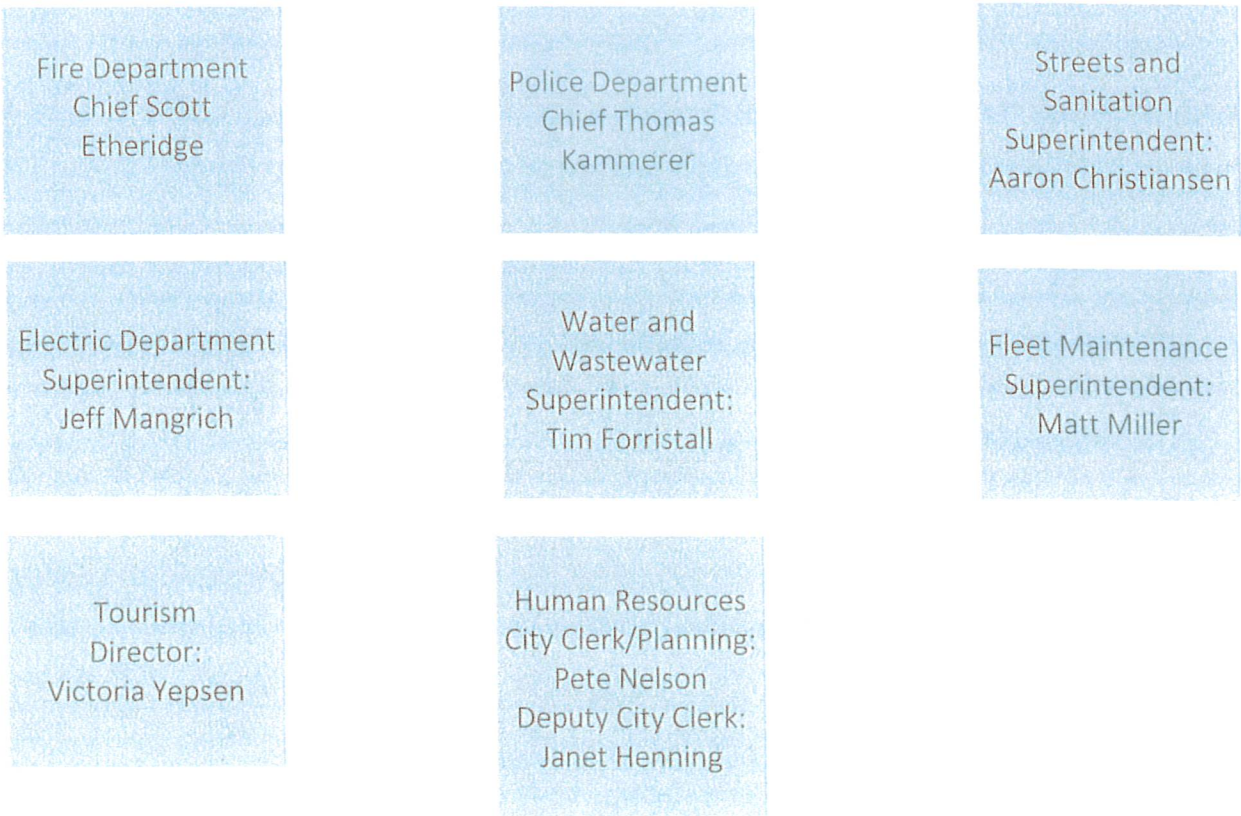 Fire Department
Chief Scott
Etheridge
Police Department
Chief Thomas
Kammerer
Streets and
Sanitation
Superintendent:
Aaron Christiansen
Electric Department
Superintendent:
Jeff Mangrich
Water and
Wastewater
Superintendent:
Tim Forristall
Fleet Maintenance
Superintendent:
Matt Miller
Tourism
Director:
Victoria Yepsen
Human Resources
City Clerk/Planning:
Pete Nelson
Deputy City Clerk:
Janet Henning